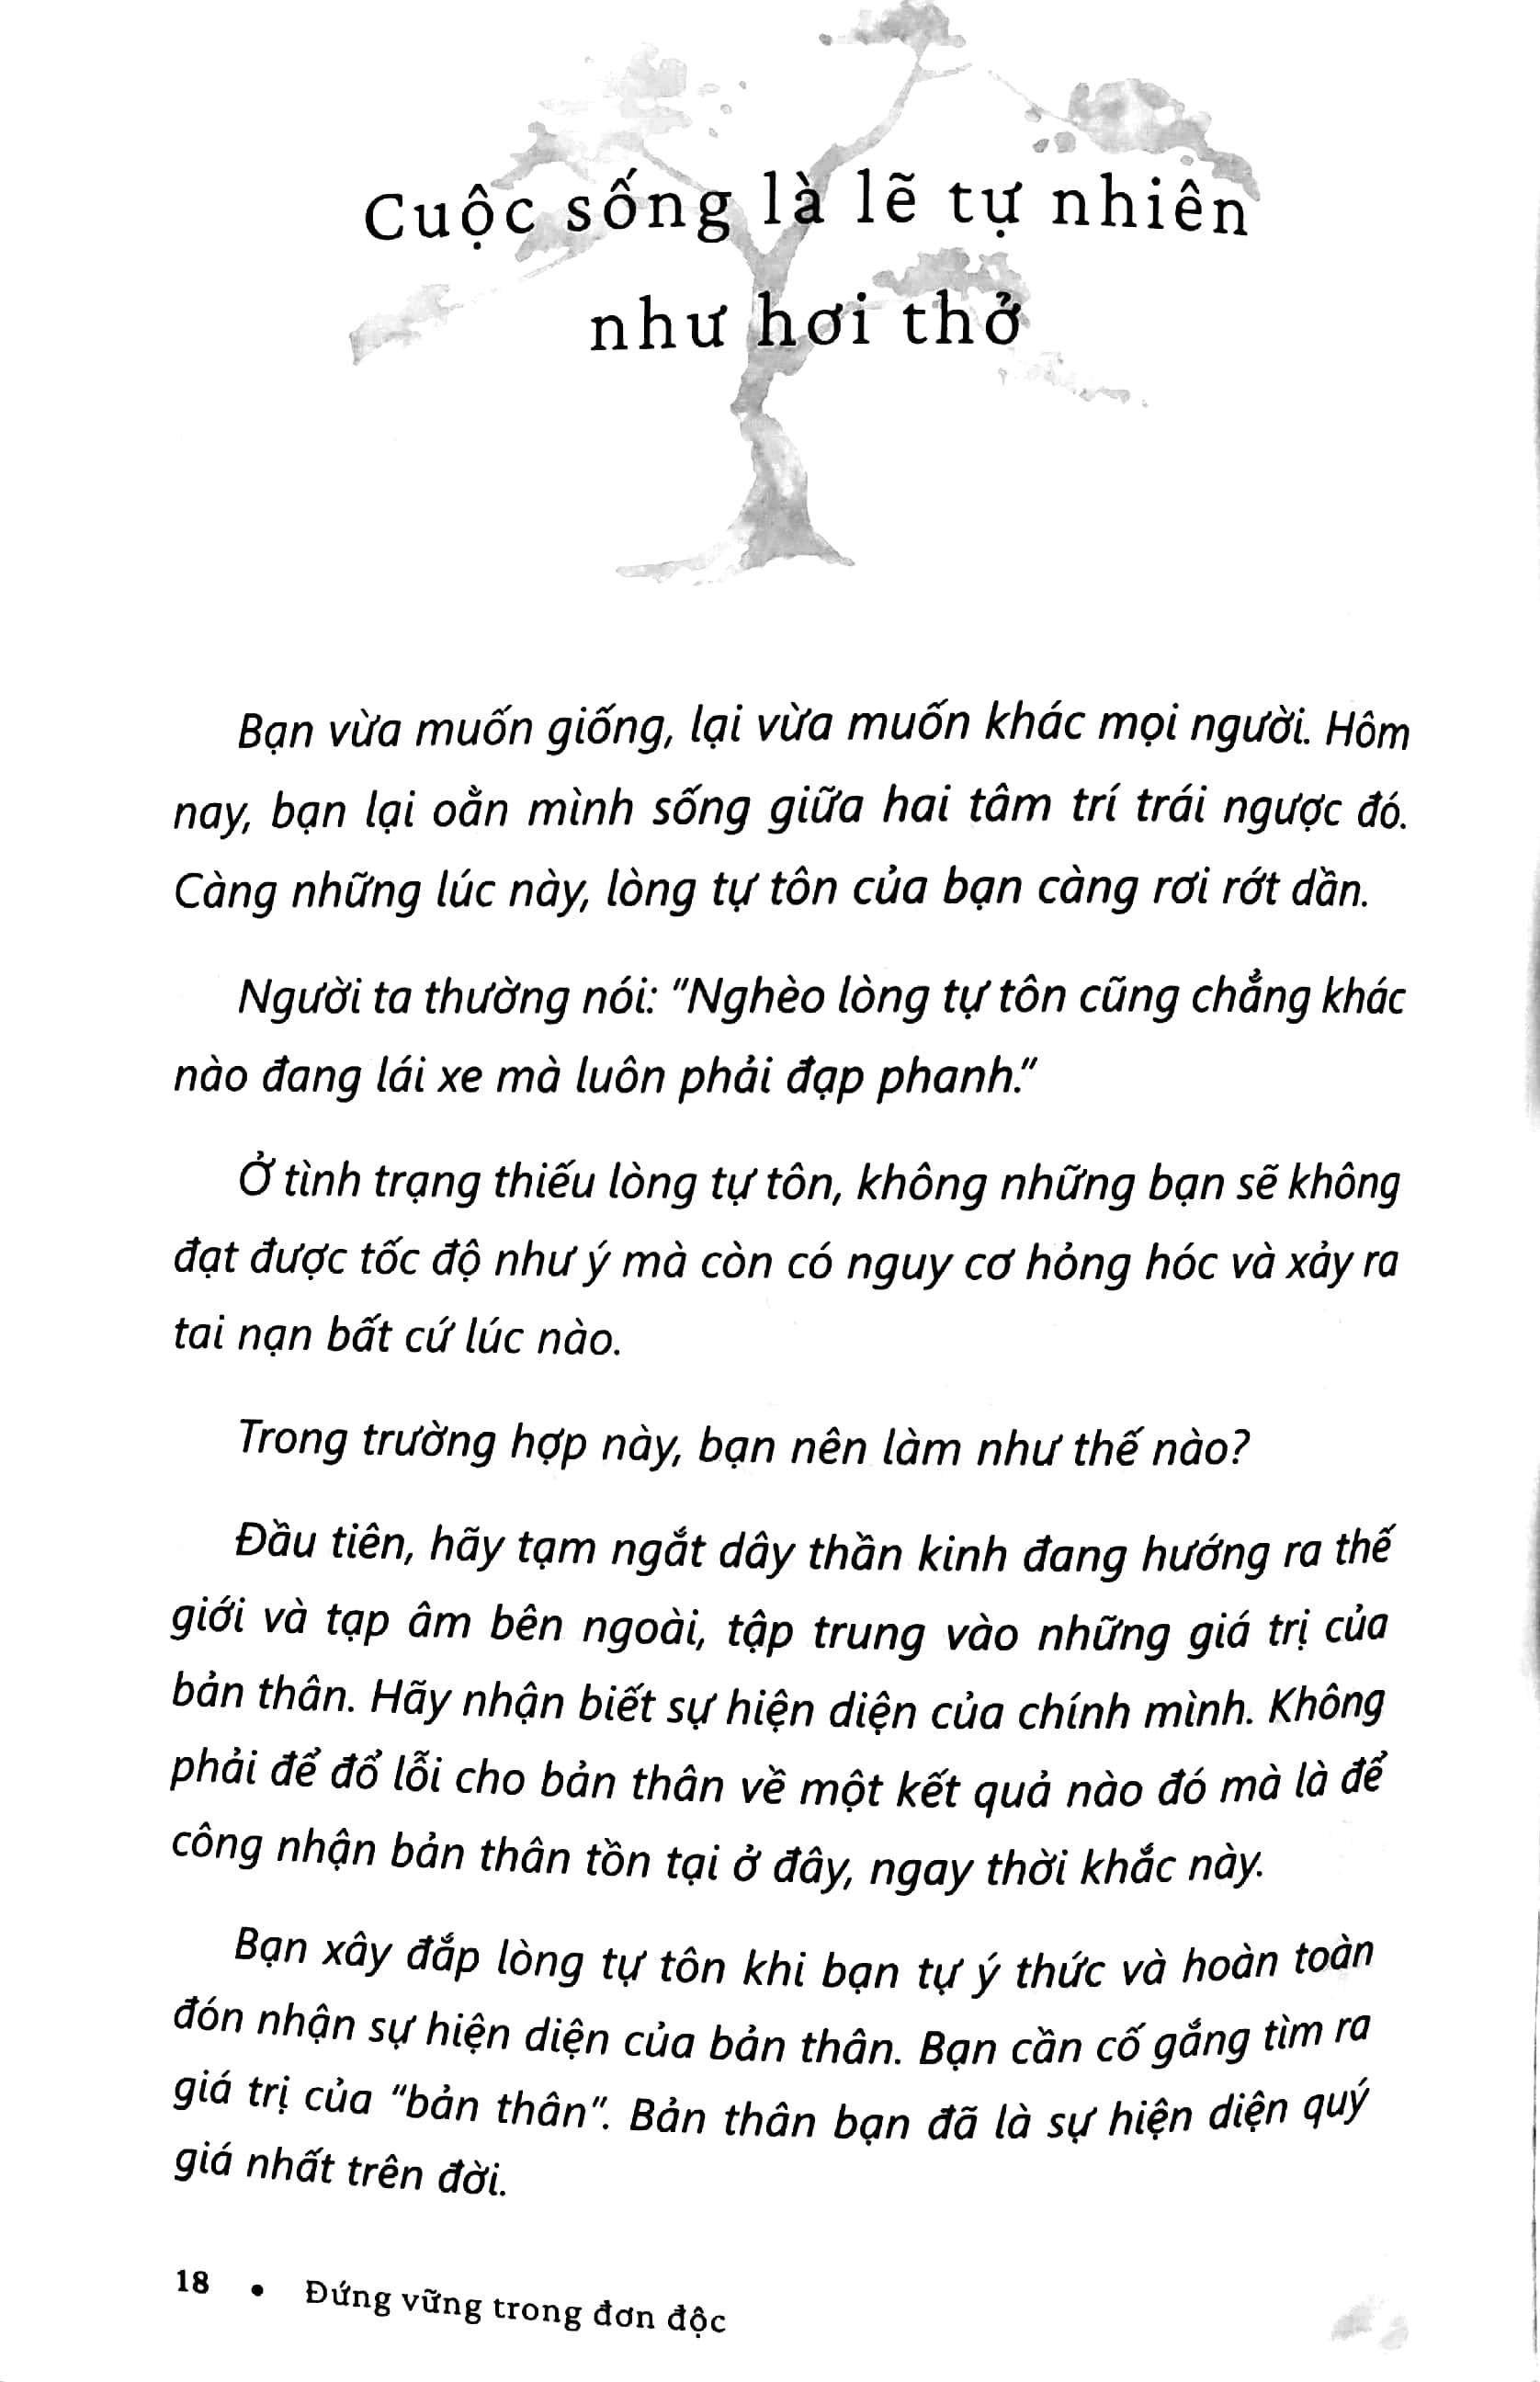 Cuộc sống là lẽ tự nhiên
như hơi thở
Bạn vừa muốn giống, lại vừa muốn khác mọi người. Hôm
nay, bạn lại oằn mình sống giữa hai tâm trí trái ngược đó.
Càng những lúc này, lòng tự tôn của bạn càng rơi rớt dần.
Người ta thường nói: "Nghèo lòng tự tôn cũng chẳng khác
nào đang lái xe mà luôn phải đạp phanh."
Ở tình trạng thiếu lòng tự tôn, không những bạn sẽ không
đạt được tốc độ như ý mà còn có nguy cơ hỏng hóc và xảy ra
tai nạn bất cứ lúc nào.
Trong trường hợp này, bạn nên làm như thế nào?
Đầu tiên, hãy tạm ngắt dây thần kinh đang hướng ra thế
giới và tạp âm bên ngoài, tập trung vào những giá trị của
bản thân. Hãy nhận biết sự hiện diện của chính mình. Không
phải để đổ lỗi cho bản thân về một kết quả nào đó mà là để
công nhận bản thân tồn tại ở đây, ngay thời khắc này.
Bạn xây đắp lòng tự tôn khi bạn tự ý thức và hoàn toàn
đón nhận sự hiện diện của bản thân. Bạn cần cố gắng tìm ra
giá trị của "bản thân". Bản thân bạn đã là sự hiện diện quý
giá nhất trên đời.
18 • Đứng vững trong đơn độc